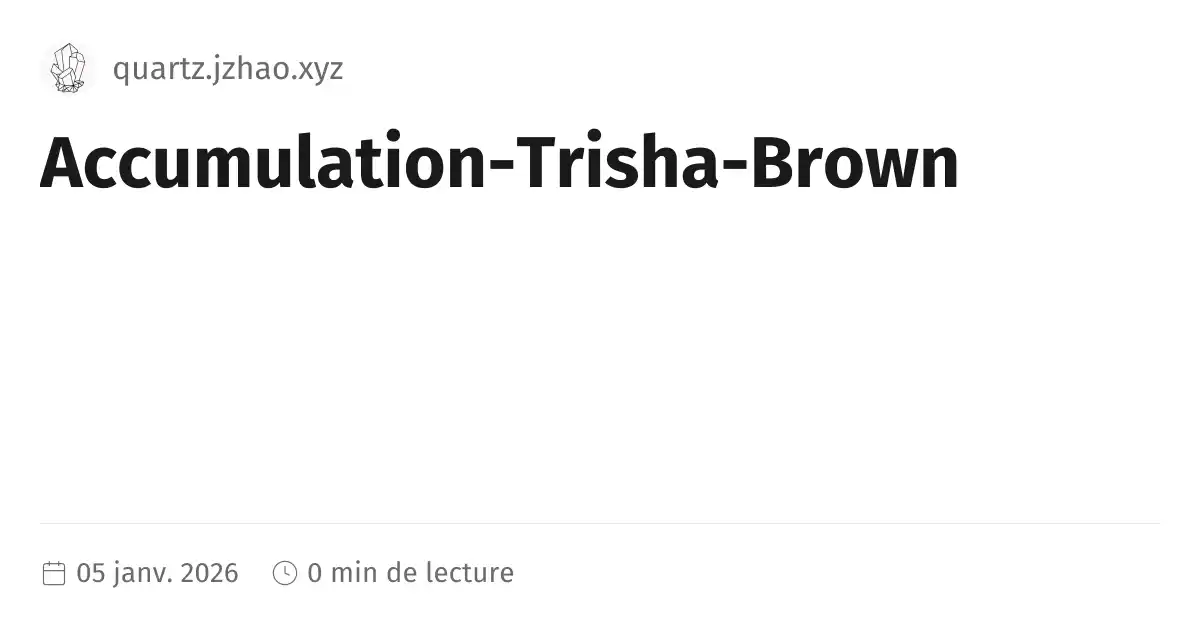 quartz.jzhao.xyz
Accumulation-Trisha-Brown
05 janv. 2026 0 min de lecture